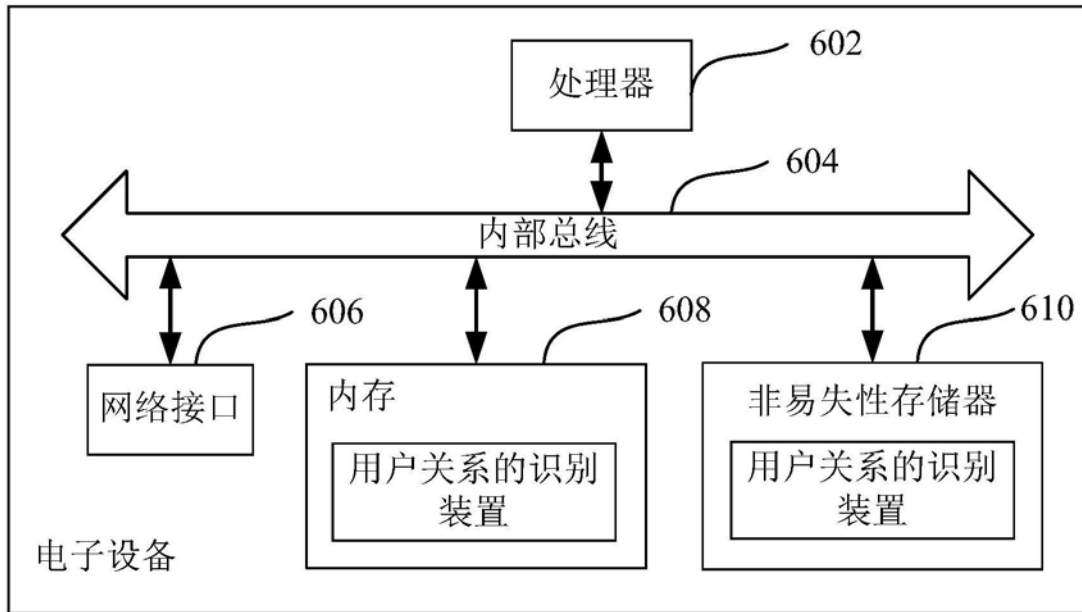 602
处理器
604
内部总线
606
608
610
网络接口
内存
非易失性存储器
用户关系的识别
装置
用户关系的识别
装置
电子设备